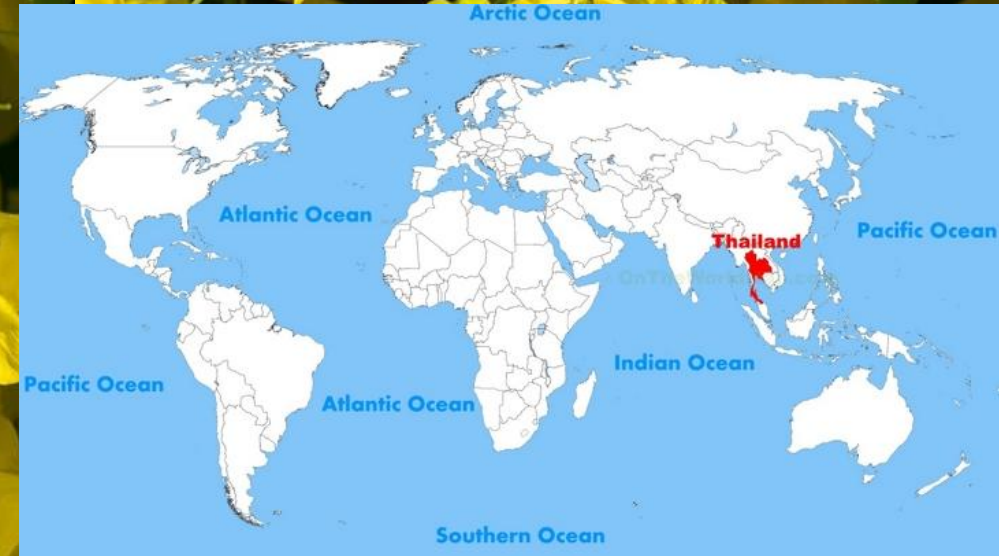 Arctic Ocean
Atlantic Ocean
Pacific Ocean
Thailand
Indian Ocean
Pacific Ocean
Atlantic Ocean
Southern Ocean